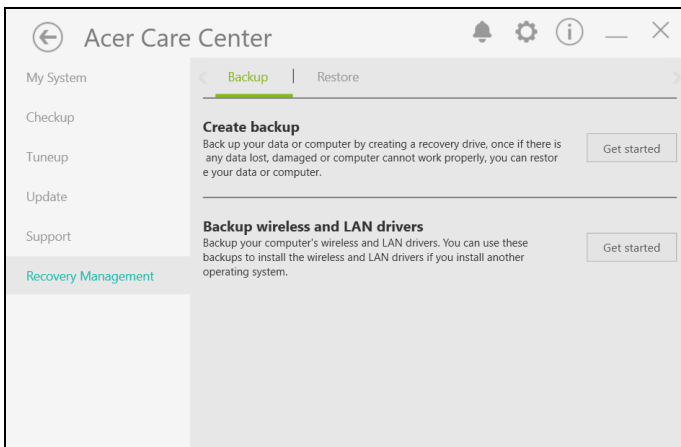 Acer Care Center
My System
Checkup
Tuneup
Update
Support
Recovery Management
Backup | Restore
Create backup
Back up your data or computer by creating a recovery drive, once if there is
any data lost, damaged or computer cannot work properly, you can restor
e your data or computer.
Get started
Backup wireless and LAN drivers
Backup your computer's wireless and LAN drivers. You can use these
backups to install the wireless and LAN drivers if you install another
operating system.
Get started